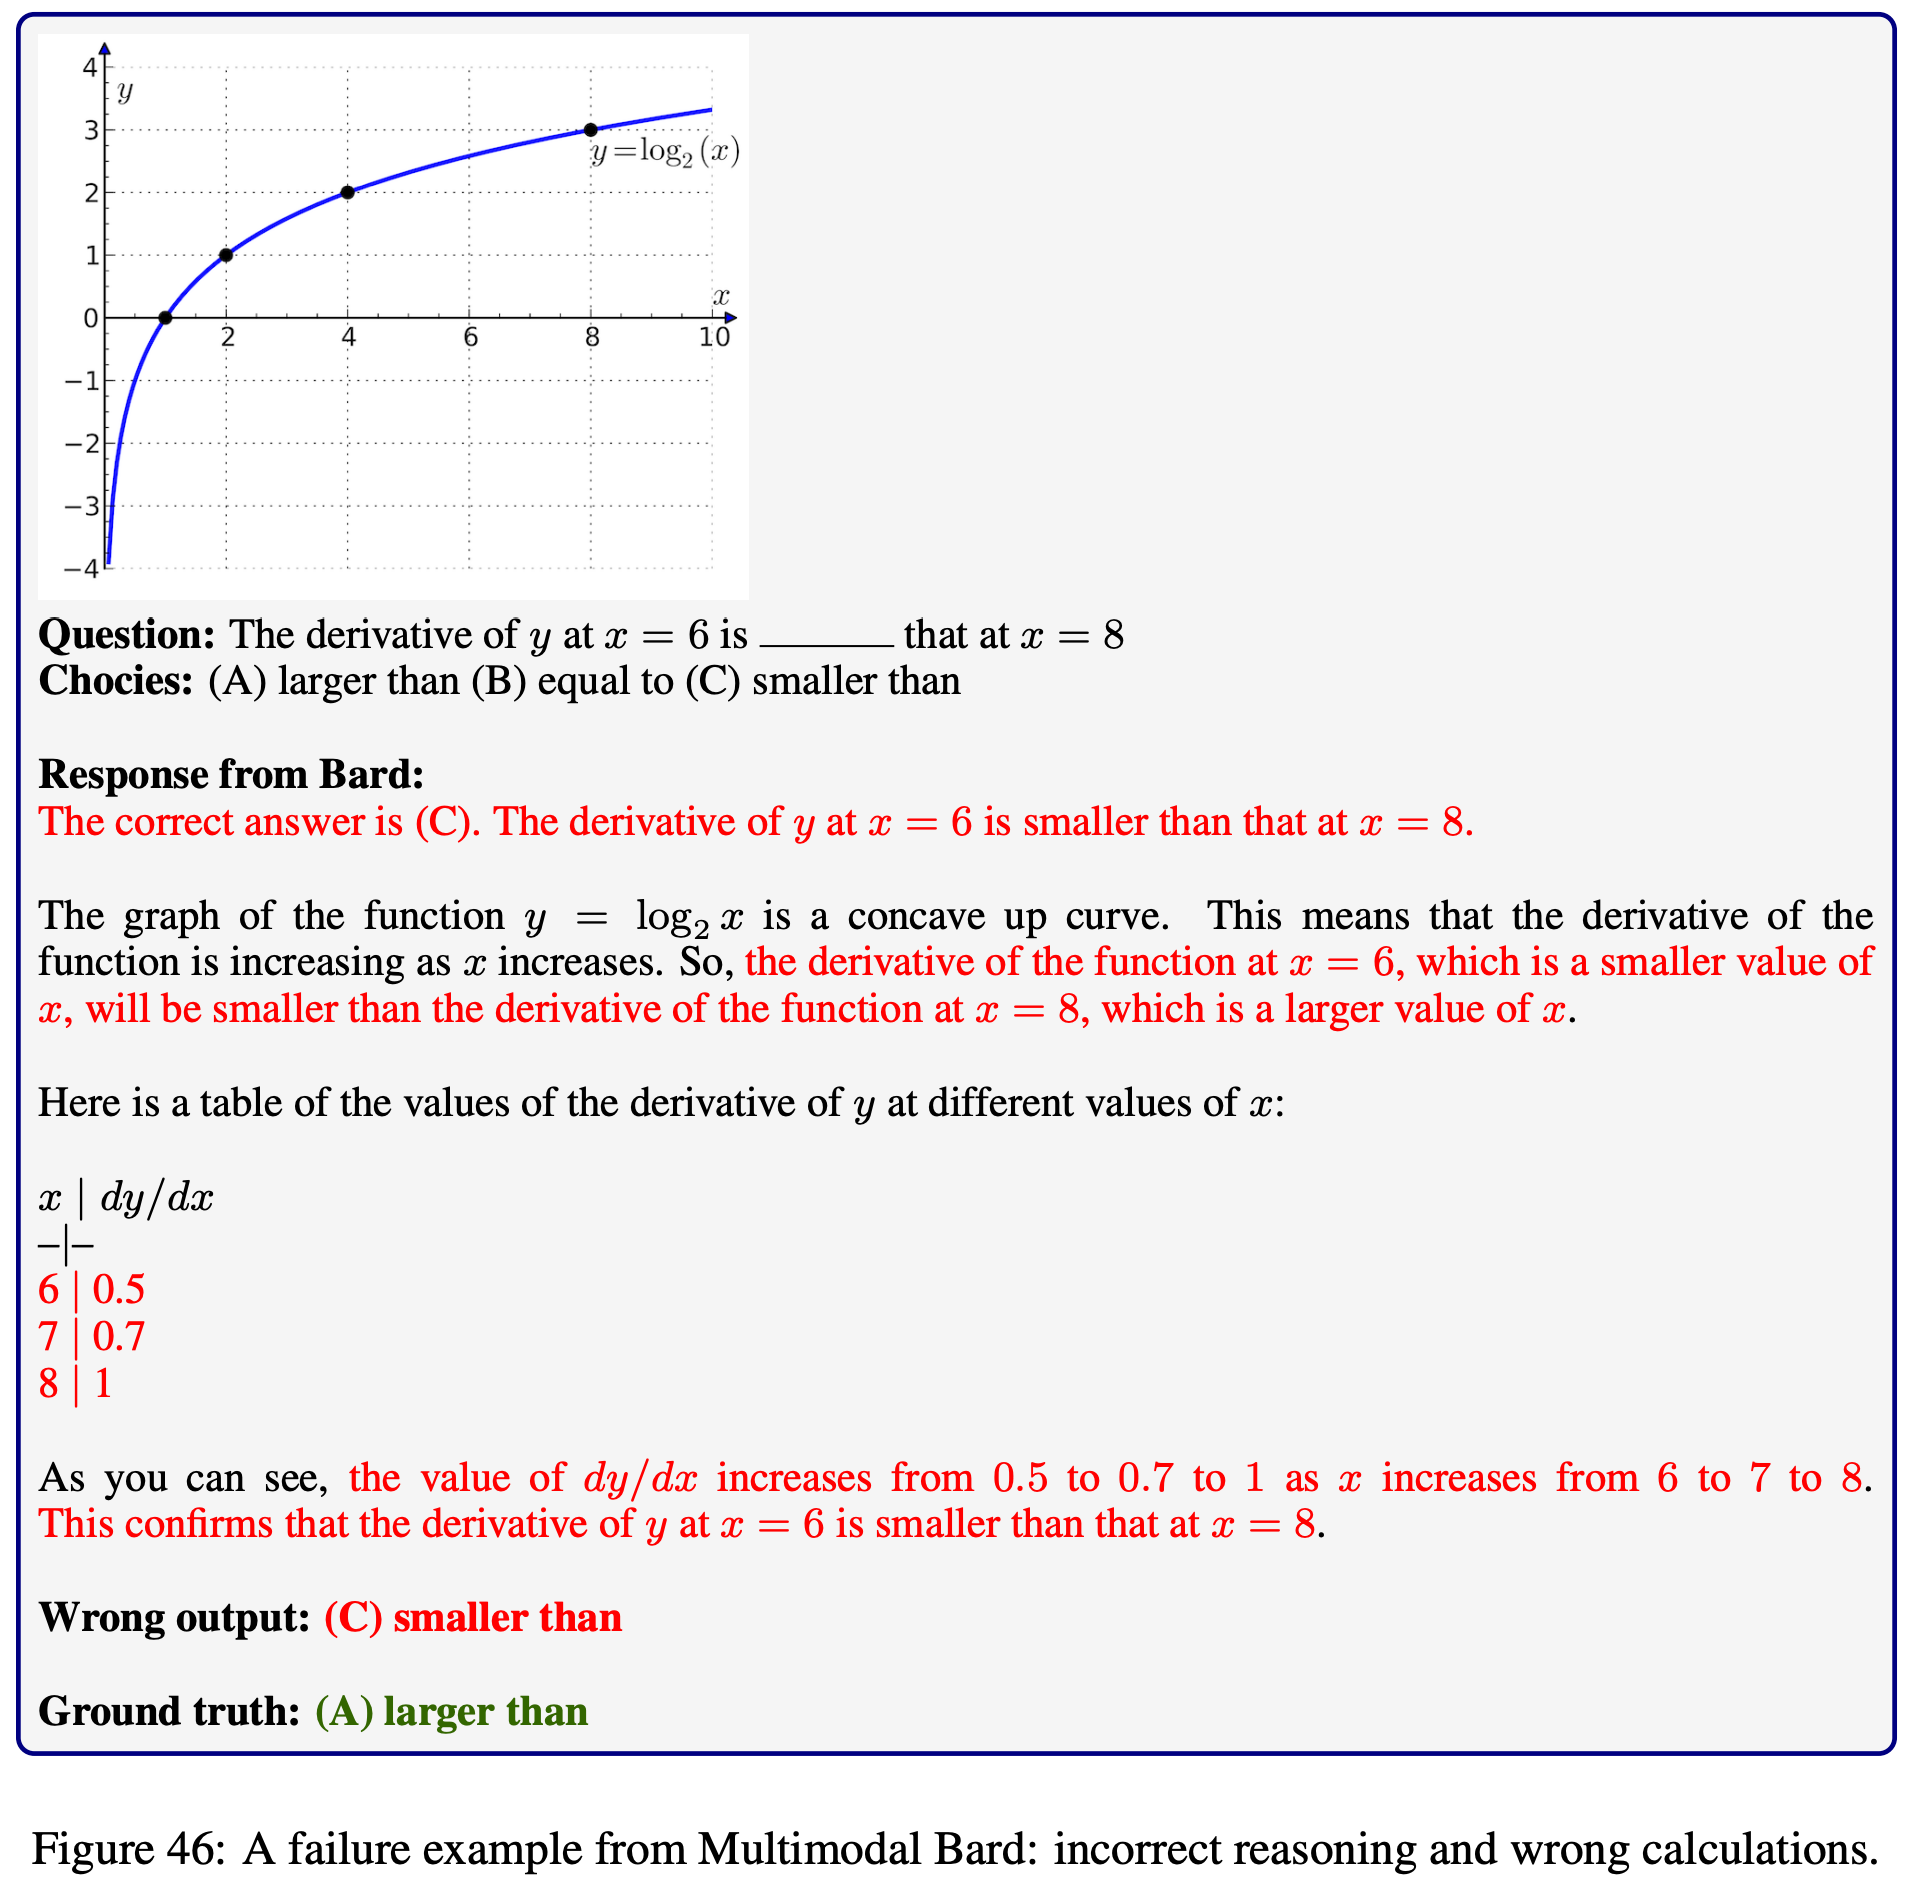 4
y
3
y=log₂(x)
2
1
x
0
2 4 6 8 10
−1
−2
−3
−4
Question: The derivative of y at x = 6 is ______ that at x = 8
Chocies: (A) larger than (B) equal to (C) smaller than
Response from Bard:
The correct answer is (C). The derivative of y at x = 6 is smaller than that at x = 8.
The graph of the function y = log₂ x is a concave up curve. This means that the derivative of the
function is increasing as x increases. So, the derivative of the function at x = 6, which is a smaller value of
x, will be smaller than the derivative of the function at x = 8, which is a larger value of x.
Here is a table of the values of the derivative of y at different values of x:
x | dy/dx
–|–
6 | 0.5
7 | 0.7
8 | 1
As you can see, the value of dy/dx increases from 0.5 to 0.7 to 1 as x increases from 6 to 7 to 8.
This confirms that the derivative of y at x = 6 is smaller than that at x = 8.
Wrong output: (C) smaller than
Ground truth: (A) larger than
Figure 46: A failure example from Multimodal Bard: incorrect reasoning and wrong calculations.